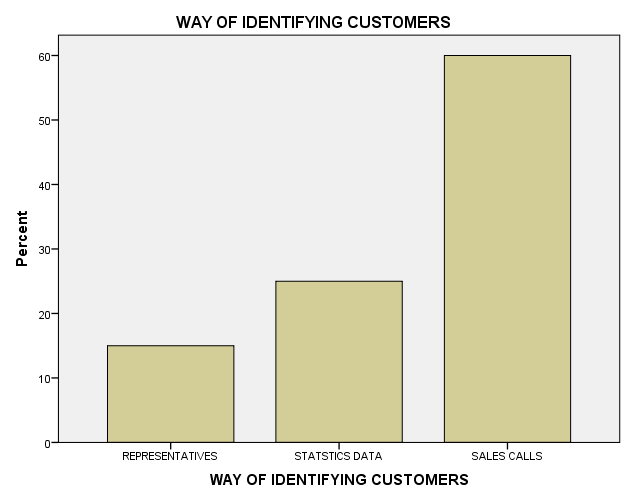 WAY OF IDENTIFYING CUSTOMERS
60
50
40
30
20
10
0
Percent
REPRESENTATIVES STATSTICS DATA SALES CALLS
WAY OF IDENTIFYING CUSTOMERS